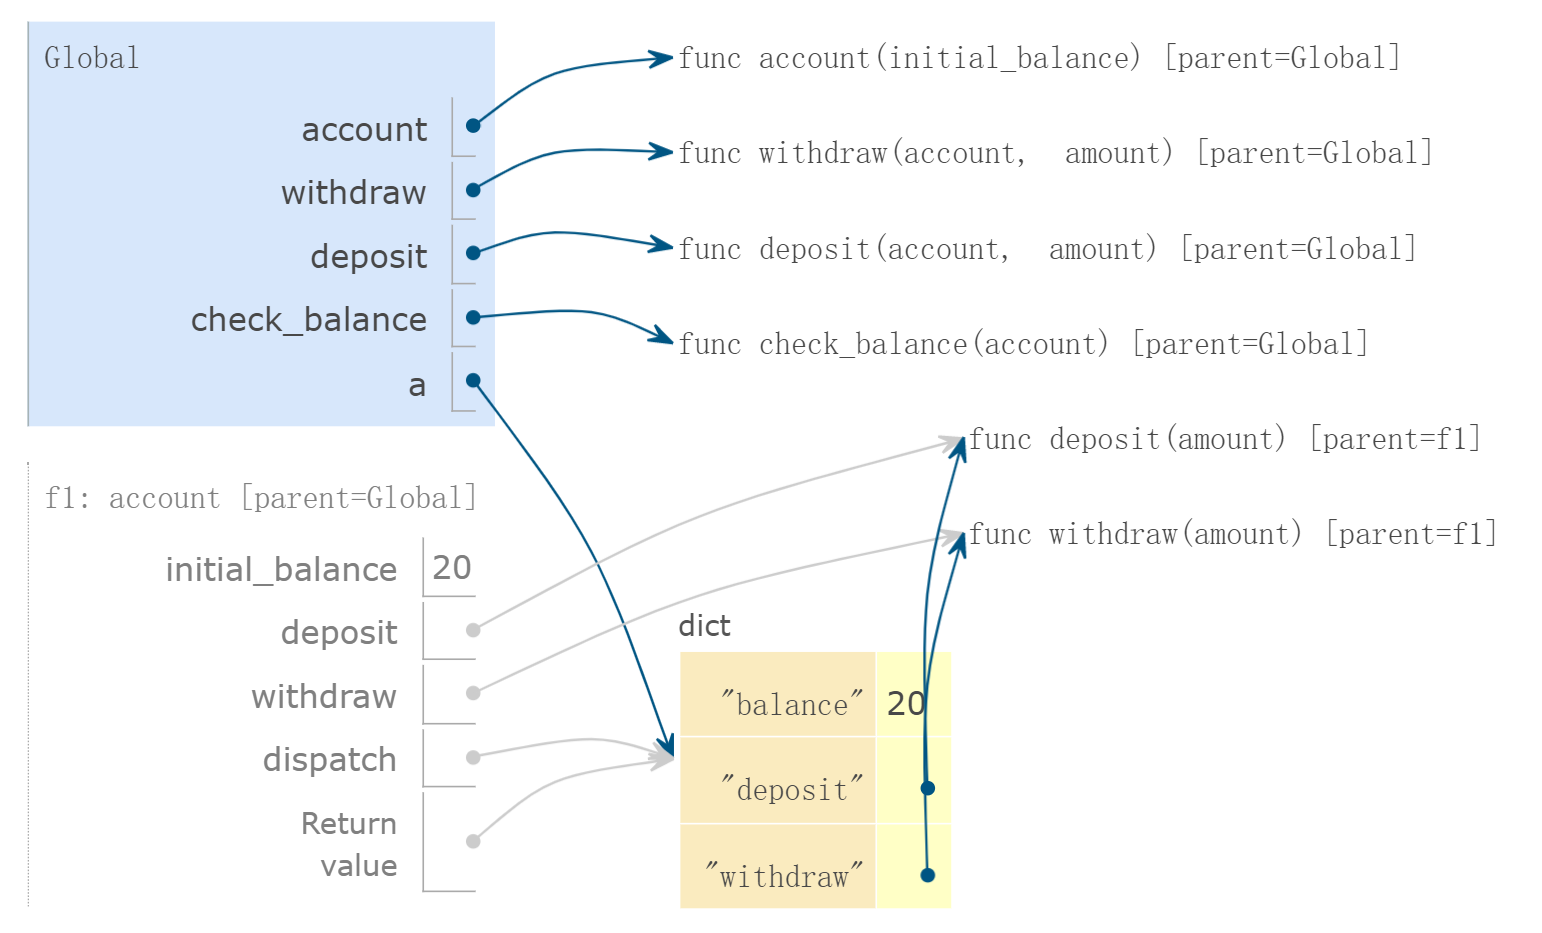 Global
account
withdraw
deposit
check_balance
a
func account(initial_balance) [parent=Global]
func withdraw(account, amount) [parent=Global]
func deposit(account, amount) [parent=Global]
func check_balance(account) [parent=Global]
func deposit(amount) [parent=f1]
func withdraw(amount) [parent=f1]
f1: account [parent=Global]
initial_balance 20
deposit
withdraw
dispatch
Return
value
dict
"balance" 20
"deposit"
"withdraw"